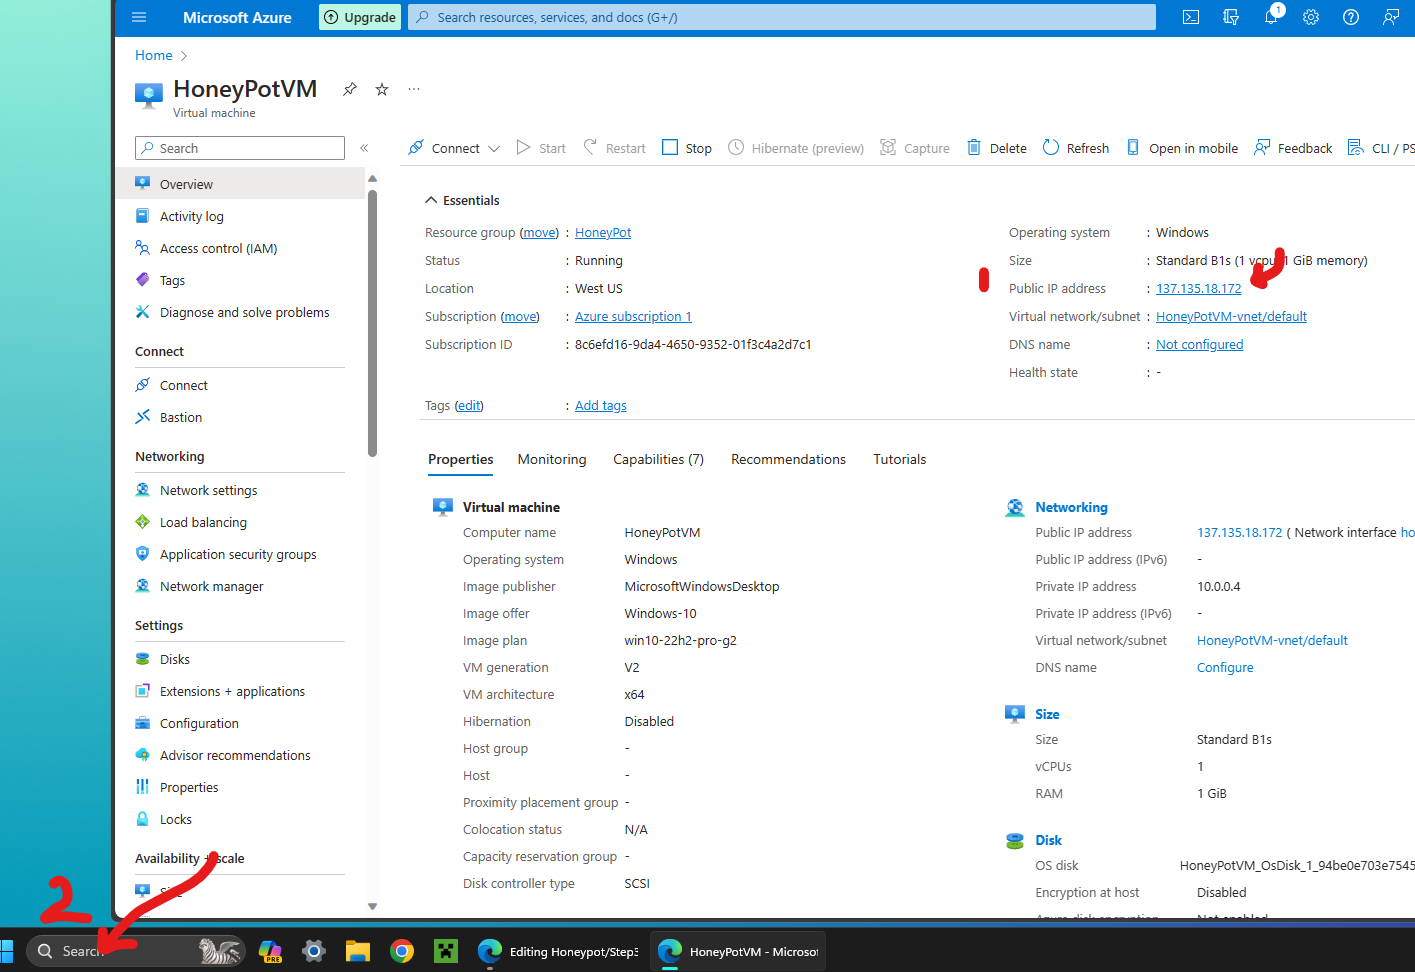 Microsoft Azure
Upgrade
Search resources, services, and docs (G+/)
1
Home
HoneyPotVM
Virtual machine
Search
Connect
Start
Restart
Stop
Hibernate (preview)
Capture
Delete
Refresh
Open in mobile
Feedback
CLI / PS
Overview
Activity log
Access control (IAM)
Tags
Diagnose and solve problems
Connect
Connect
Bastion
Networking
Network settings
Load balancing
Application security groups
Network manager
Settings
Disks
Extensions + applications
Configuration
Advisor recommendations
Properties
Locks
Availability + scale
Size
Essentials
Resource group (move) : HoneyPot
Status : Running
Location : West US
Subscription (move) : Azure subscription 1
Subscription ID : 8c6efd16-9da4-4650-9352-01f3c4a2d7c1
Operating system : Windows
Size : Standard B1s (1 vcpu, 1 GiB memory)
1
Public IP address : 137.135.18.172
Virtual network/subnet : HoneyPotVM-vnet/default
DNS name : Not configured
Health state : -
Tags (edit) : Add tags
Properties
Monitoring
Capabilities (7)
Recommendations
Tutorials
Virtual machine
Computer name HoneyPotVM
Operating system Windows
Image publisher MicrosoftWindowsDesktop
Image offer Windows-10
Image plan win10-22h2-pro-g2
VM generation V2
VM architecture x64
Hibernation Disabled
Host group -
Host -
Proximity placement group -
Colocation status N/A
Capacity reservation group -
Disk controller type SCSI
Networking
Public IP address 137.135.18.172 ( Network interface ho
Public IP address (IPv6) -
Private IP address 10.0.0.4
Private IP address (IPv6) -
Virtual network/subnet HoneyPotVM-vnet/default
DNS name Configure
Size
Size Standard B1s
vCPUs 1
RAM 1 GiB
Disk
OS disk HoneyPotVM_OsDisk_1_94be0e703e7545
Encryption at host Disabled
Azure disk encryption Not enabled
2
Search
PRE
Editing Honeypot/Step3
HoneyPotVM - Microsof